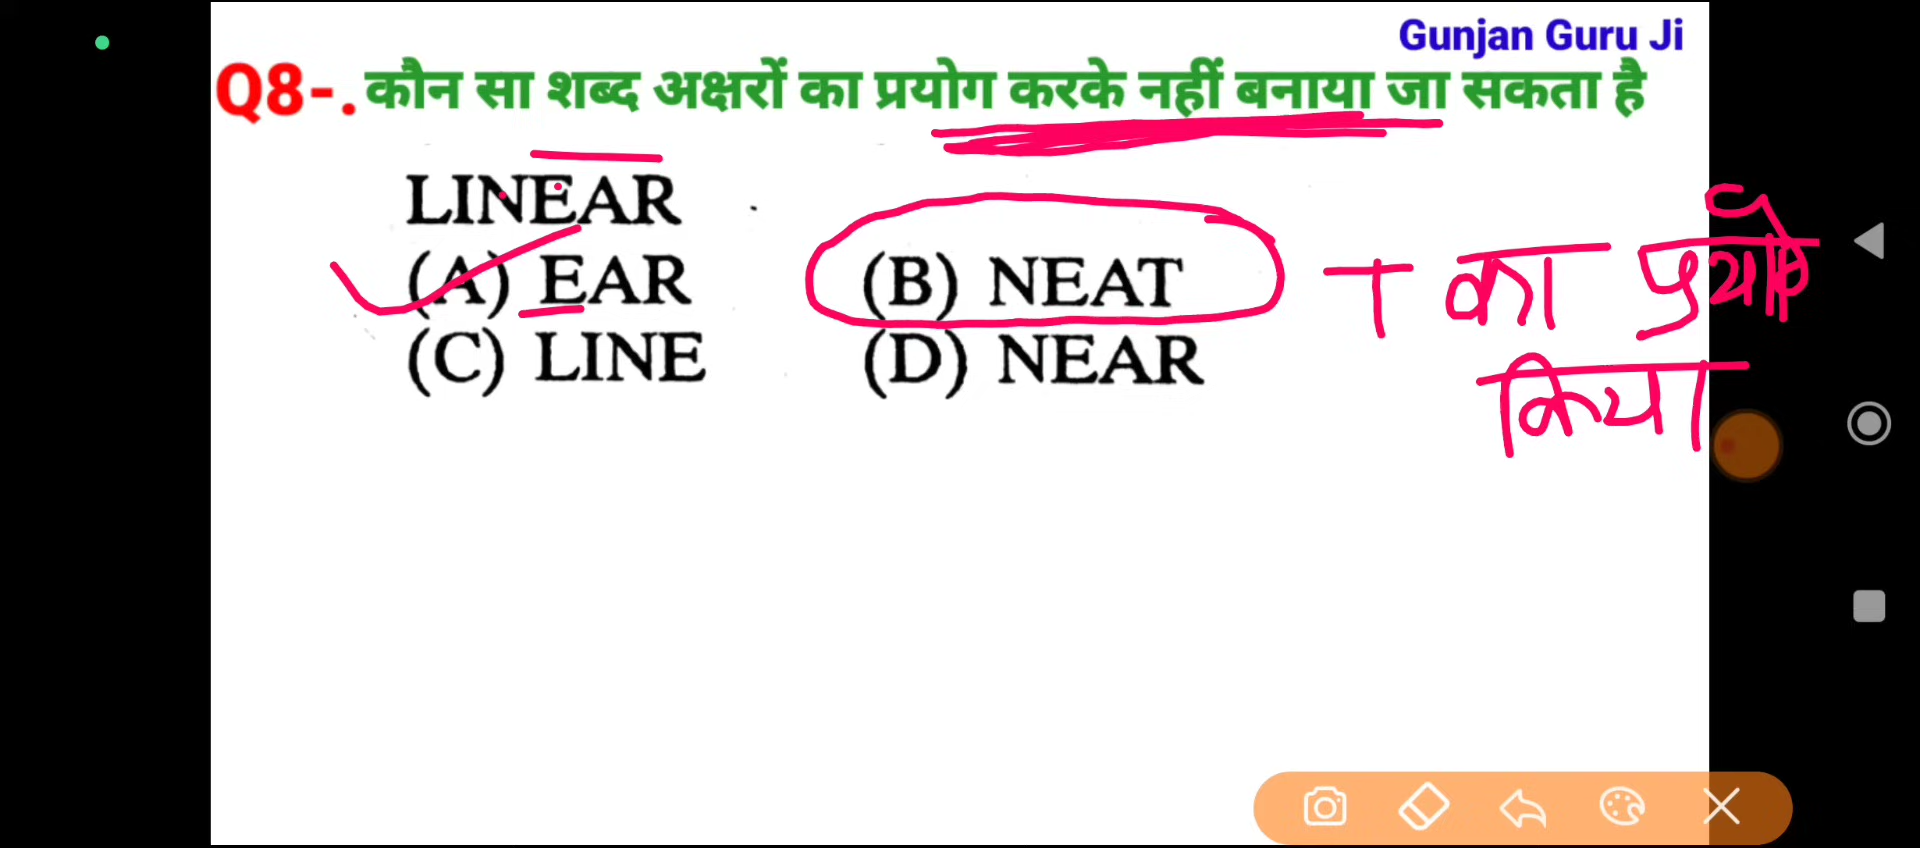 Gunjan Guru Ji
Q8-. कौन सा शब्द अक्षरों का प्रयोग करके नहीं बनाया जा सकता है
LINEAR
(A) EAR (B) NEAT
(C) LINE (D) NEAR
T का प्रयोग
किया